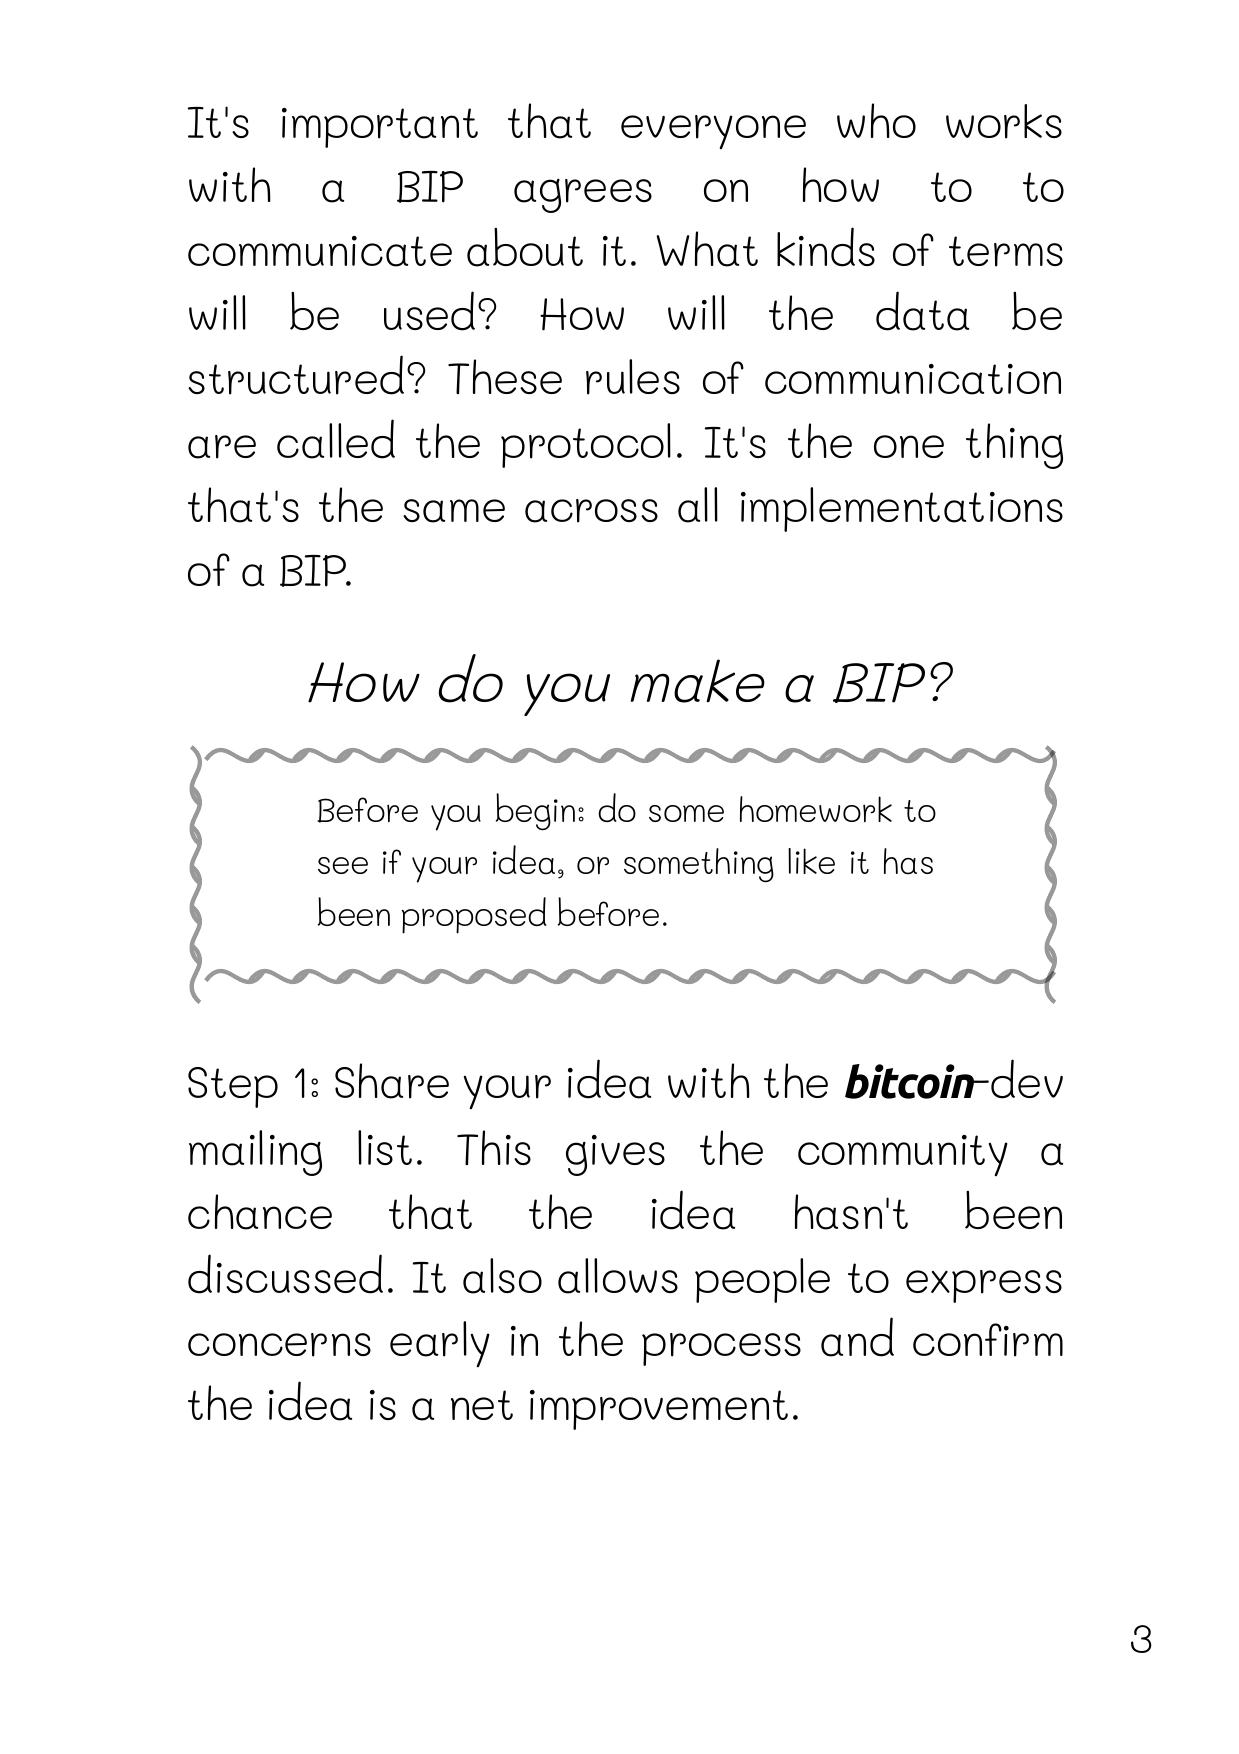 It's important that everyone who works
with a BIP agrees on how to to
communicate about it. What kinds of terms
will be used? How will the data be
structured? These rules of communication
are called the protocol. It's the one thing
that's the same across all implementations
of a BIP.
How do you make a BIP?
Before you begin: do some homework to
see if your idea, or something like it has
been proposed before.
Step 1: Share your idea with the bitcoin-dev
mailing list. This gives the community a
chance that the idea hasn't been
discussed. It also allows people to express
concerns early in the process and confirm
the idea is a net improvement.
3